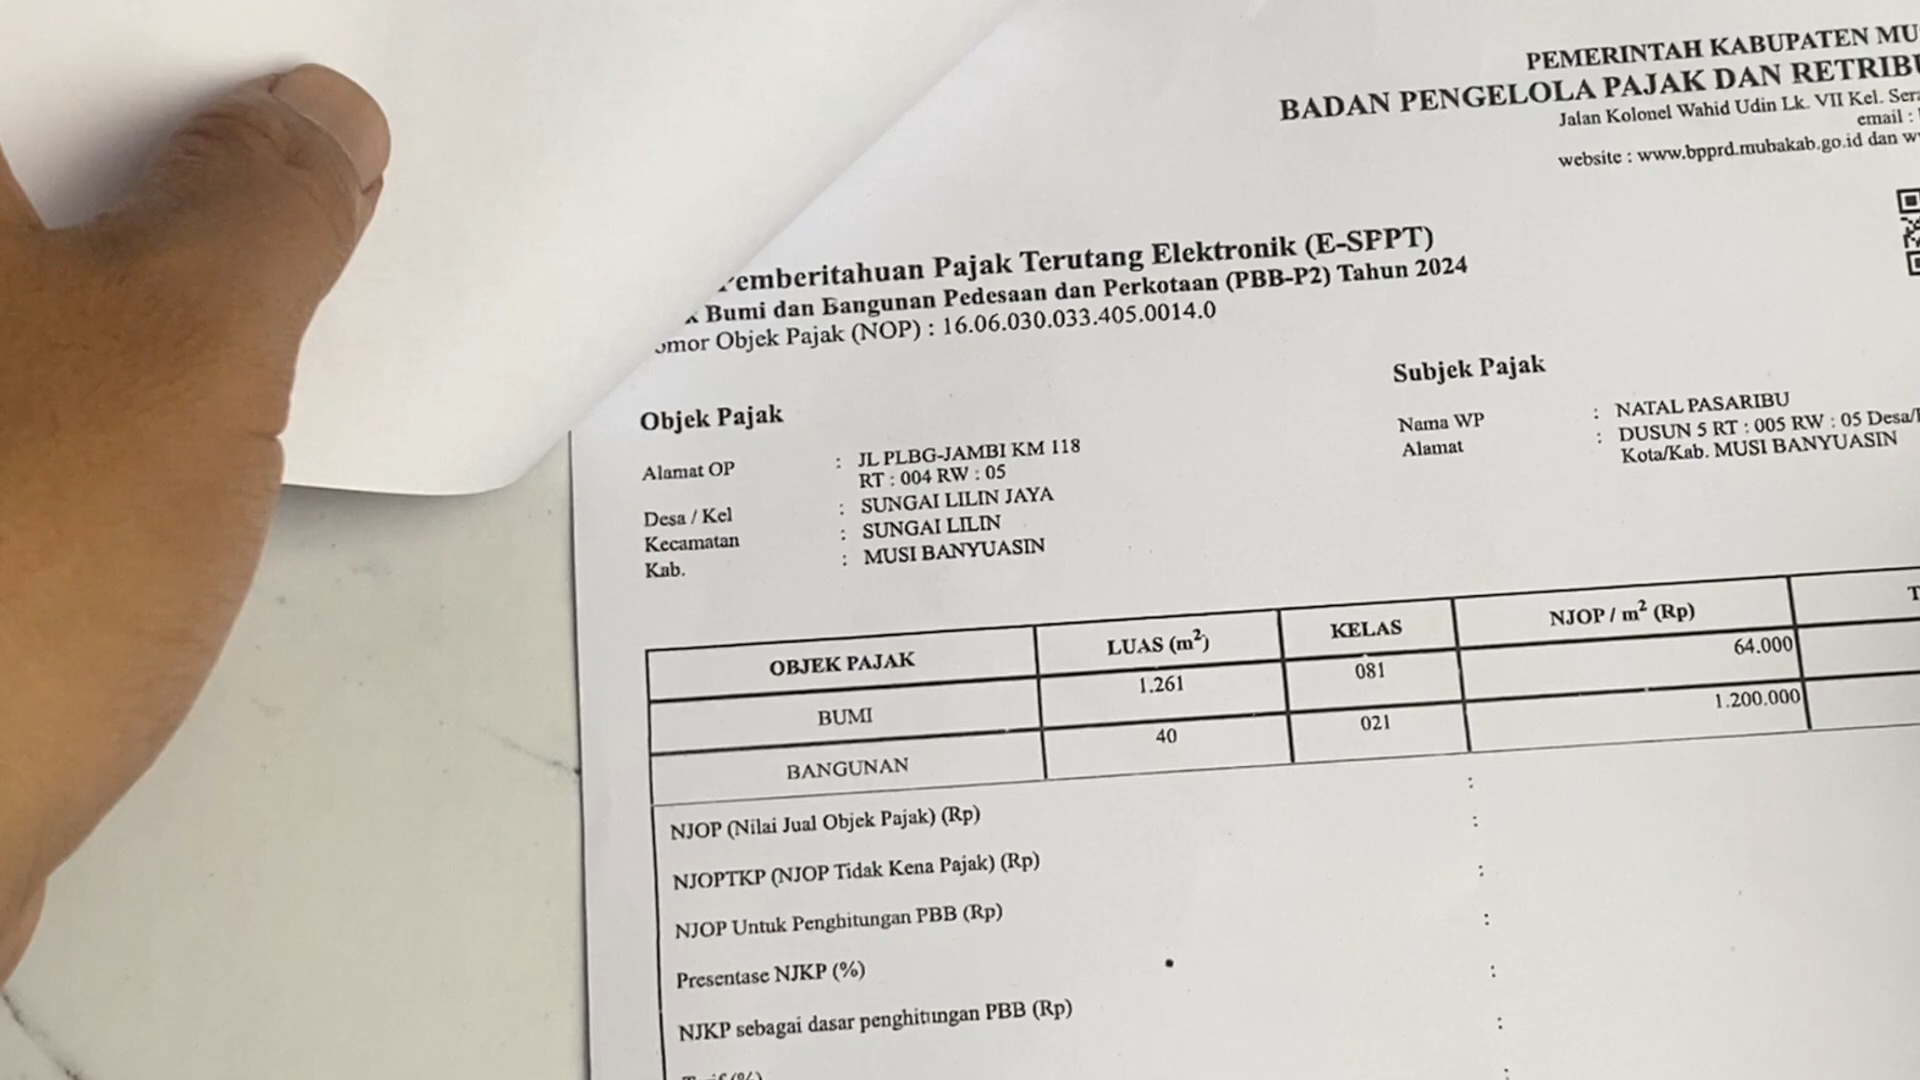 PEMERINTAH KABUPATEN
BADAN PENGELOLA PAJAK DAN
Jalan Kolonel Wahid Udin Lk. VII Kel.
email :
website : www.bpprd.mubakab.go.id dan
Pemberitahuan Pajak Terutang Elektronik (E-SPPT)
Bumi dan Bangunan Pedesaan dan Perkotaan (PBB-P2) Tahun 2024
omor Objek Pajak (NOP) : 16.06.030.033.405.0014.0
Objek Pajak
Alamat OP : JL PLBG-JAMBI KM 118
RT : 004 RW : 05
Desa / Kel : SUNGAI LILIN JAYA
Kecamatan : SUNGAI LILIN
Kab. : MUSI BANYUASIN
Subjek Pajak
Nama WP : NATAL PASARIBU
Alamat : DUSUN 5 RT : 005 RW : 05 Desa/
Kota/Kab. MUSI BANYUASIN
OBJEK PAJAK LUAS (m²) KELAS NJOP / m² (Rp) T
BUMI 1.261 081 64.000
BANGUNAN 40 021 1.200.000
NJOP (Nilai Jual Objek Pajak) (Rp) :
NJOPTKP (NJOP Tidak Kena Pajak) (Rp) :
NJOP Untuk Penghitungan PBB (Rp) :
Presentase NJKP (%) :
NJKP sebagai dasar penghitungan PBB (Rp) :